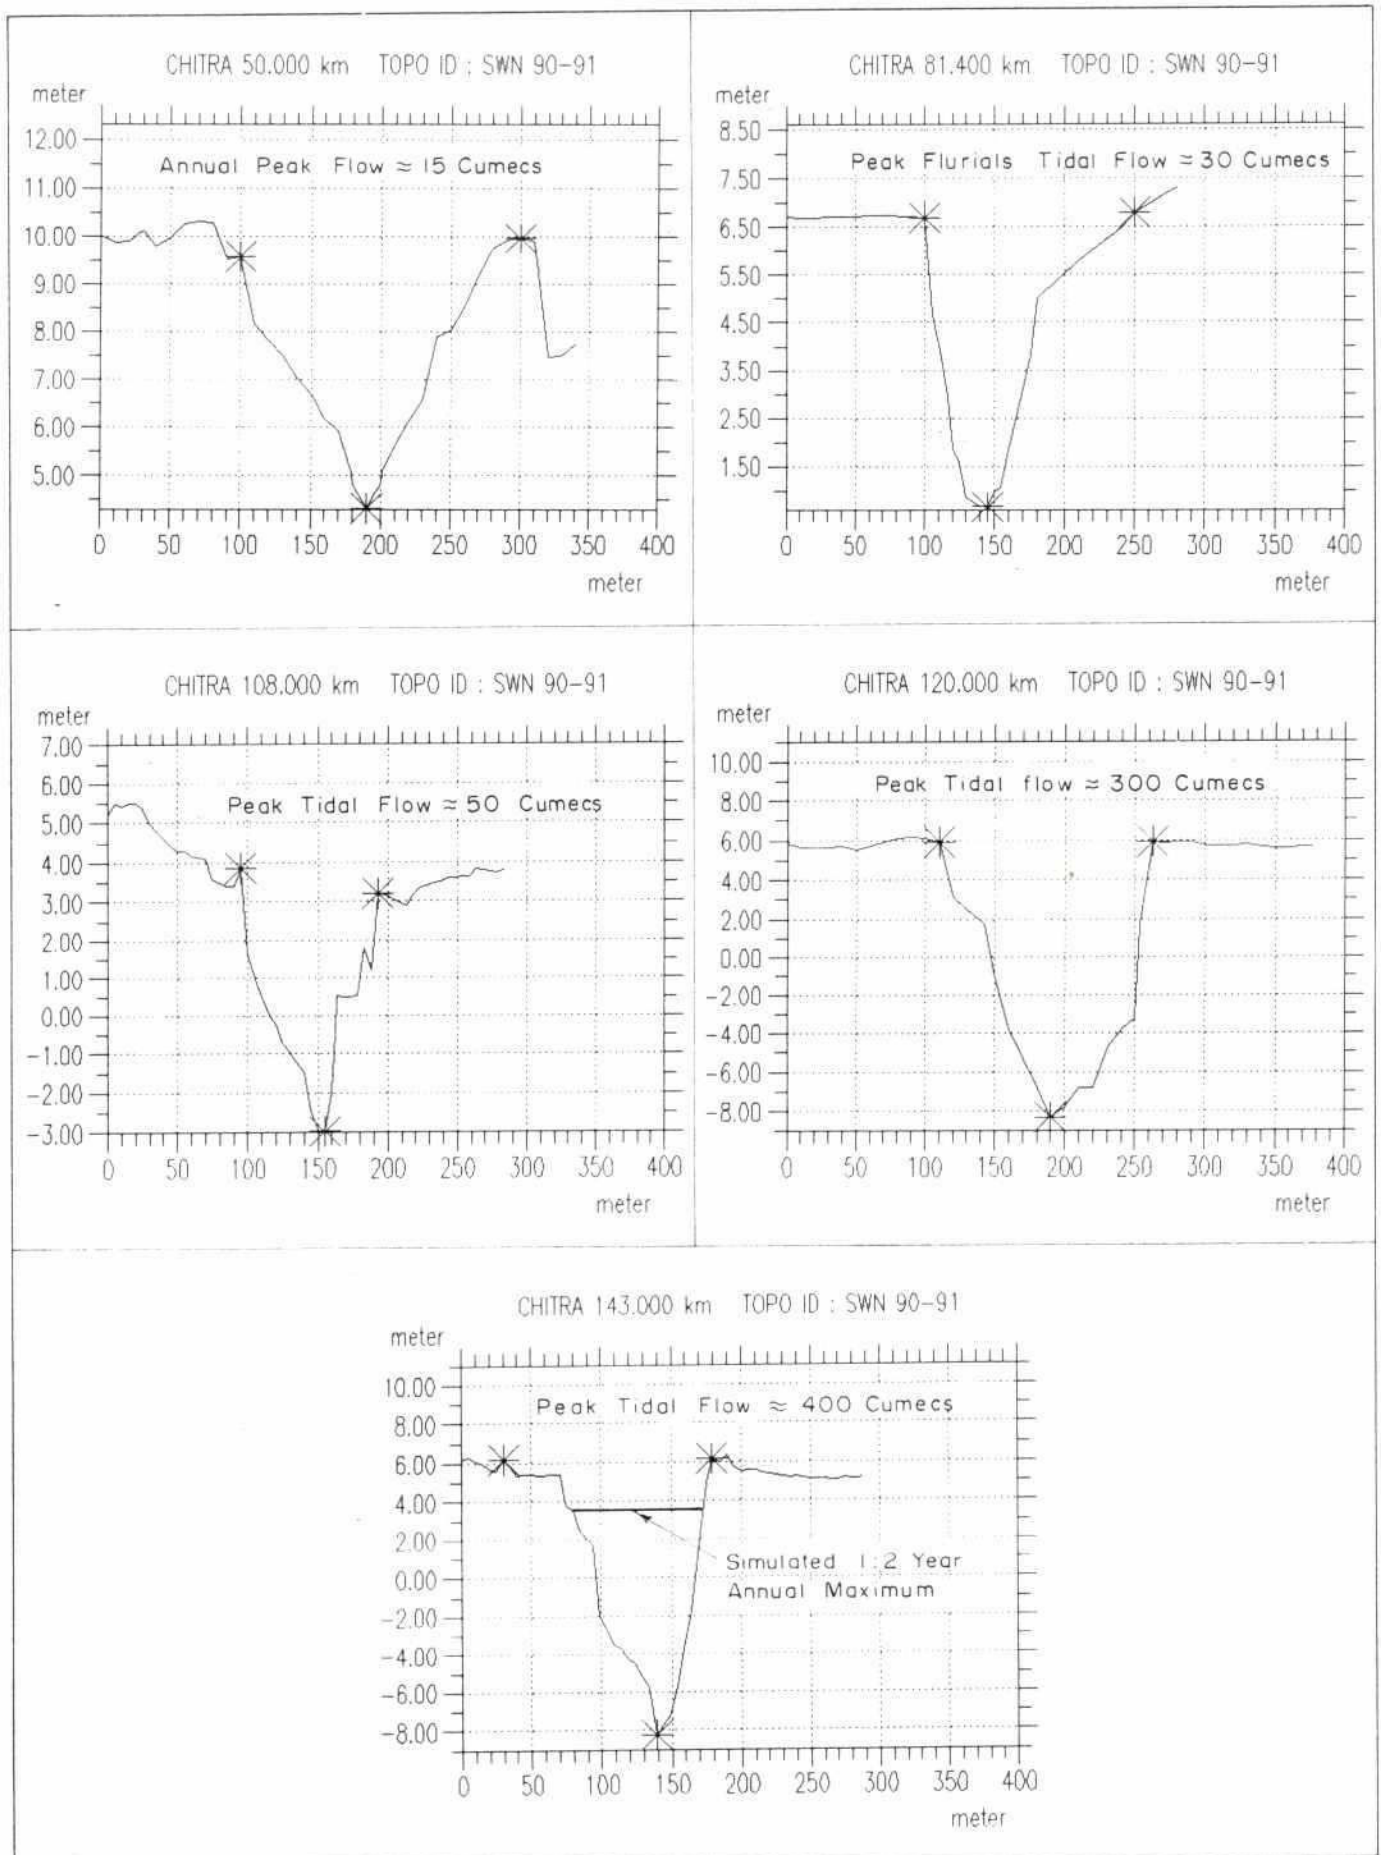 CHITRA 50.000 km TOPO ID : SWN 90-91
meter
12.00
11.00
10.00
9.00
8.00
7.00
6.00
5.00
Annual Peak Flow ≈ 15 Cumecs
0 50 100 150 200 250 300 350 400
meter
CHITRA 81.400 km TOPO ID : SWN 90-91
meter
8.50
7.50
6.50
5.50
4.50
3.50
2.50
1.50
Peak Flurials Tidal Flow ≈ 30 Cumecs
0 50 100 150 200 250 300 350 400
meter
CHITRA 108.000 km TOPO ID : SWN 90-91
meter
7.00
6.00
5.00
4.00
3.00
2.00
1.00
0.00
-1.00
-2.00
-3.00
Peak Tidal Flow ≈ 50 Cumecs
0 50 100 150 200 250 300 350 400
meter
CHITRA 120.000 km TOPO ID : SWN 90-91
meter
10.00
8.00
6.00
4.00
2.00
0.00
-2.00
-4.00
-6.00
-8.00
Peak Tidal flow ≈ 300 Cumecs
0 50 100 150 200 250 300 350 400
meter
CHITRA 143.000 km TOPO ID : SWN 90-91
meter
10.00
8.00
6.00
4.00
2.00
0.00
-2.00
-4.00
-6.00
-8.00
Peak Tidal Flow ≈ 400 Cumecs
Simulated 1:2 Year
Annual Maximum
0 50 100 150 200 250 300 350 400
meter